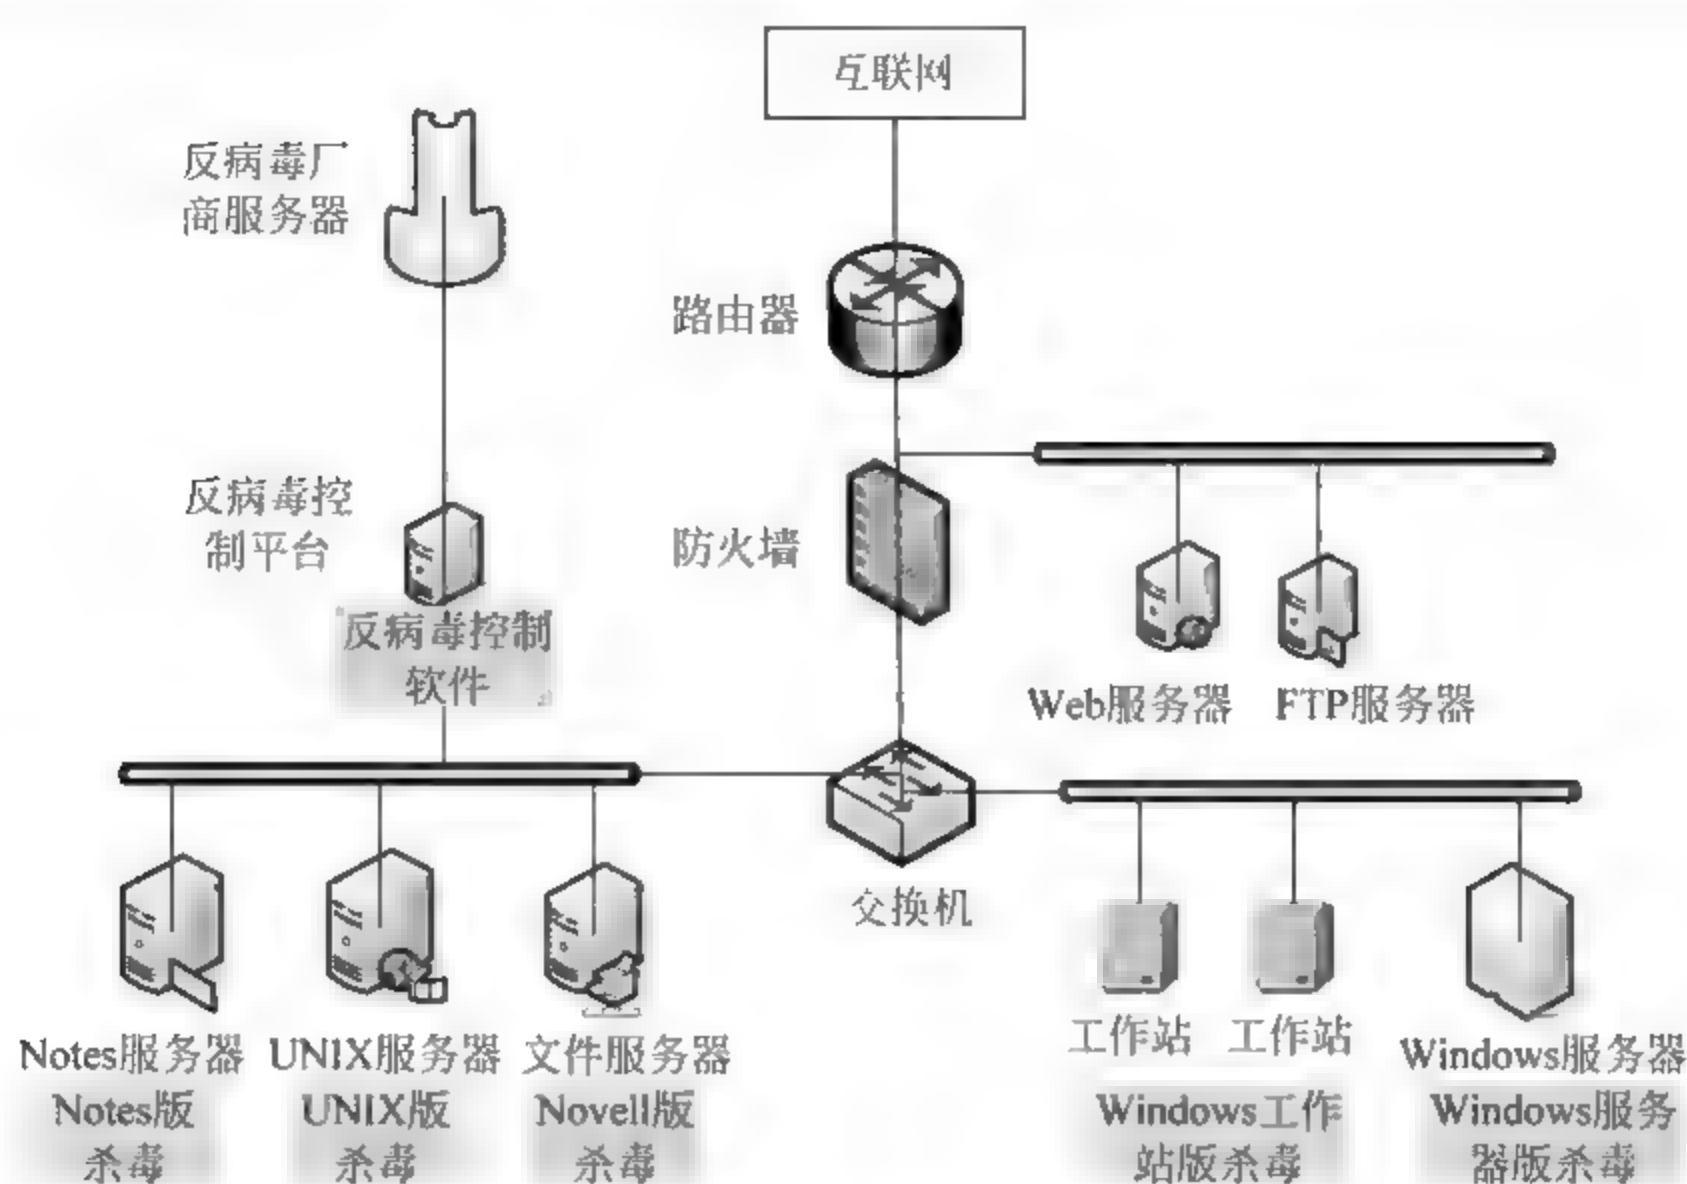 互联网
反病毒厂
商服务器
路由器
反病毒控
制平台
防火墙
反病毒控制
软件
Web服务器
FTP服务器
交换机
Notes服务器
Notes版
杀毒
UNIX服务器
UNIX版
杀毒
文件服务器
Novell版
杀毒
工作站
工作站
Windows工作
站版杀毒
Windows服务器
Windows服务
器版杀毒